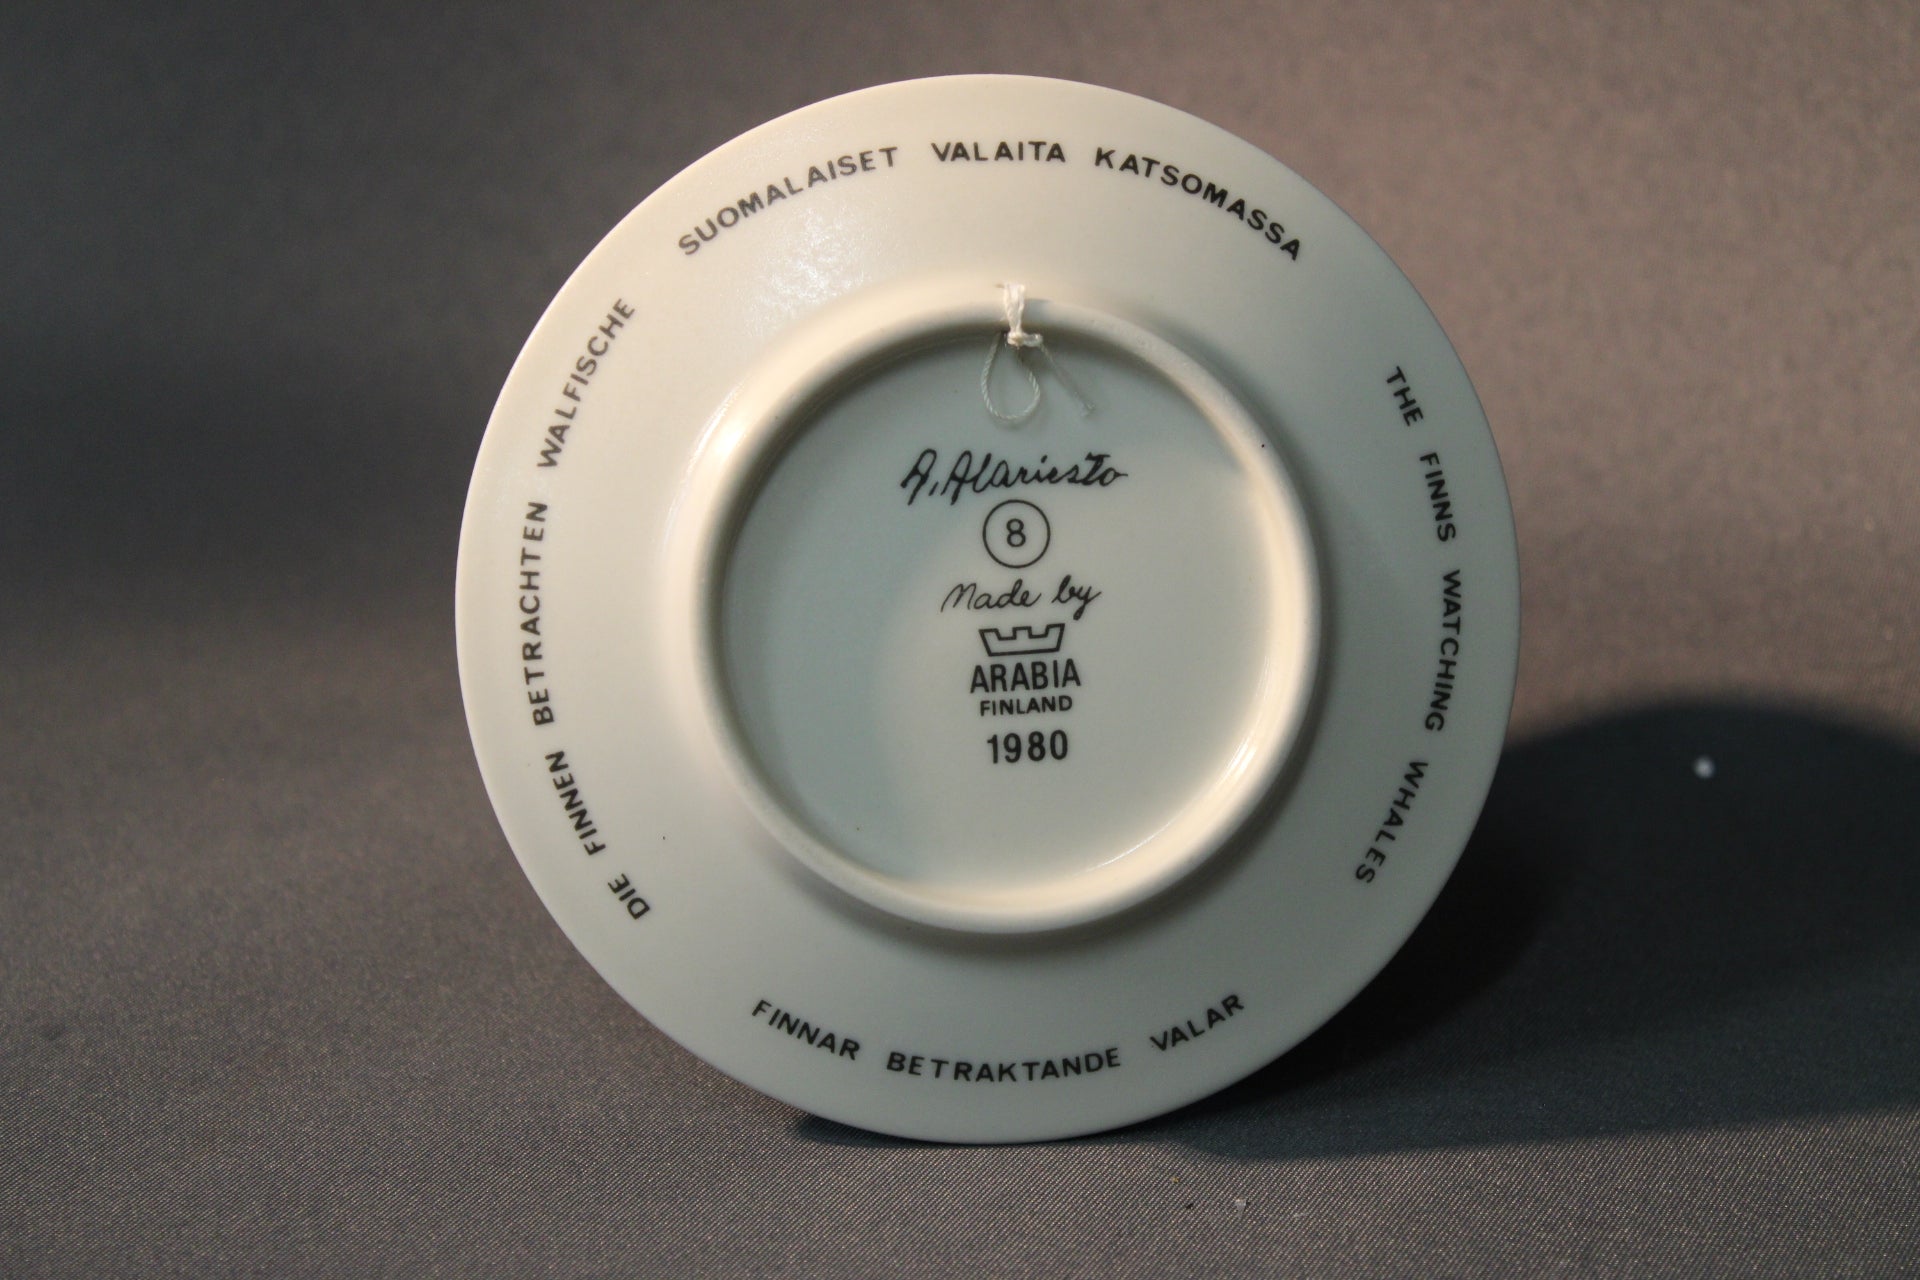 SUOMALAISET VALAITA KATSOMASSA
THE FINNS WATCHING WHALES
FINNAR BETRAKTANDE VALAR
DIE FINNEN BETRACHTEN WALFISCHE
A. Alariesto
8
Made by
ARABIA
FINLAND
1980